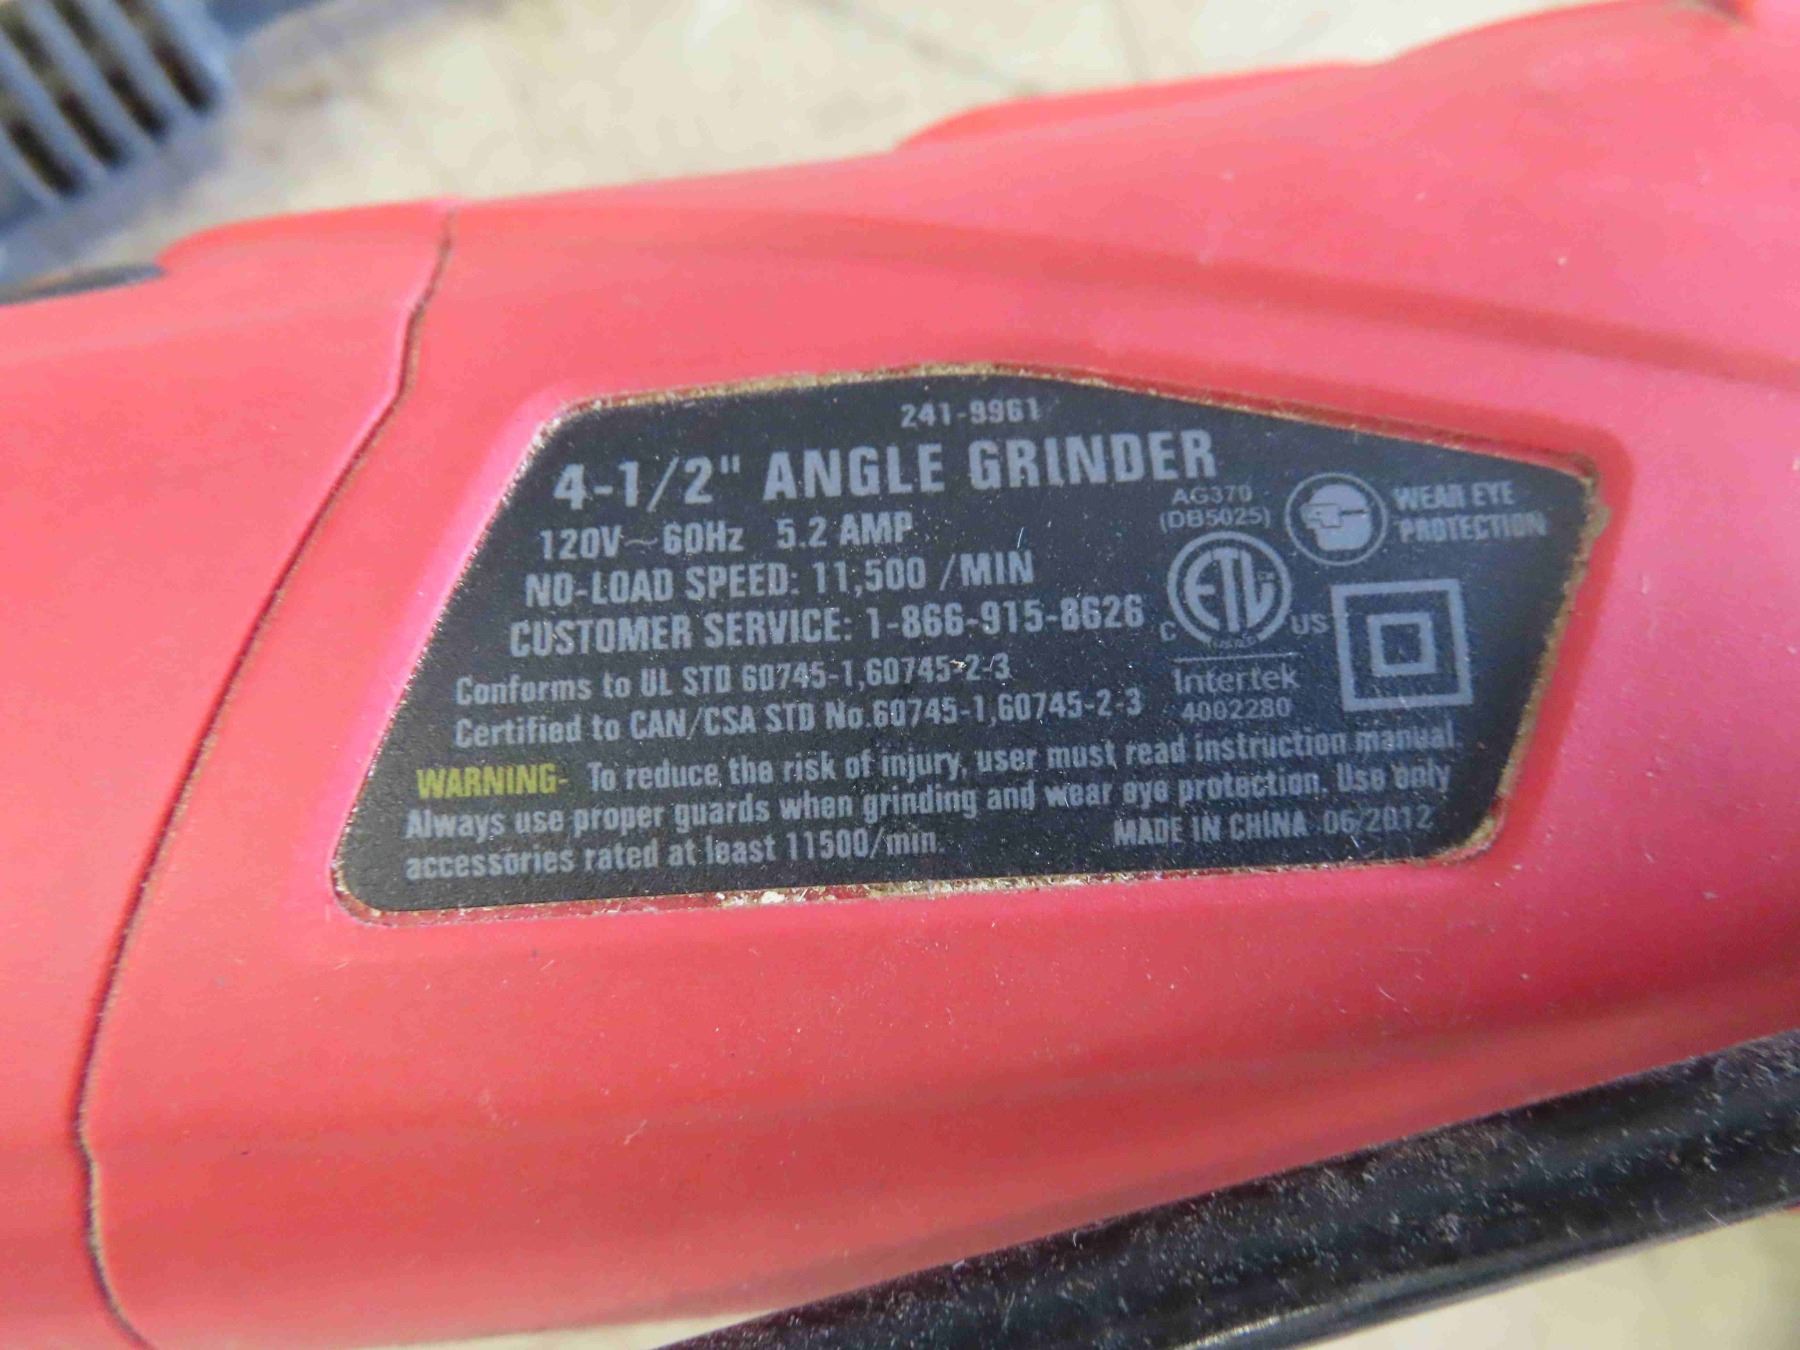 241-9961
4-1/2" ANGLE GRINDER
120V~60Hz 5.2 AMP
AG370
(DB5025)
WEAR EYE
PROTECTION
NO-LOAD SPEED: 11,500 /MIN
CUSTOMER SERVICE: 1-866-915-8626
ETL
C US
Intertek
4002280
Conforms to UL STD 60745-1,60745-2-3
Certified to CAN/CSA STD No.60745-1,60745-2-3
WARNING- To reduce the risk of injury, user must read instruction manual.
Always use proper guards when grinding and wear eye protection. Use only
accessories rated at least 11500/min.
MADE IN CHINA 06/2012